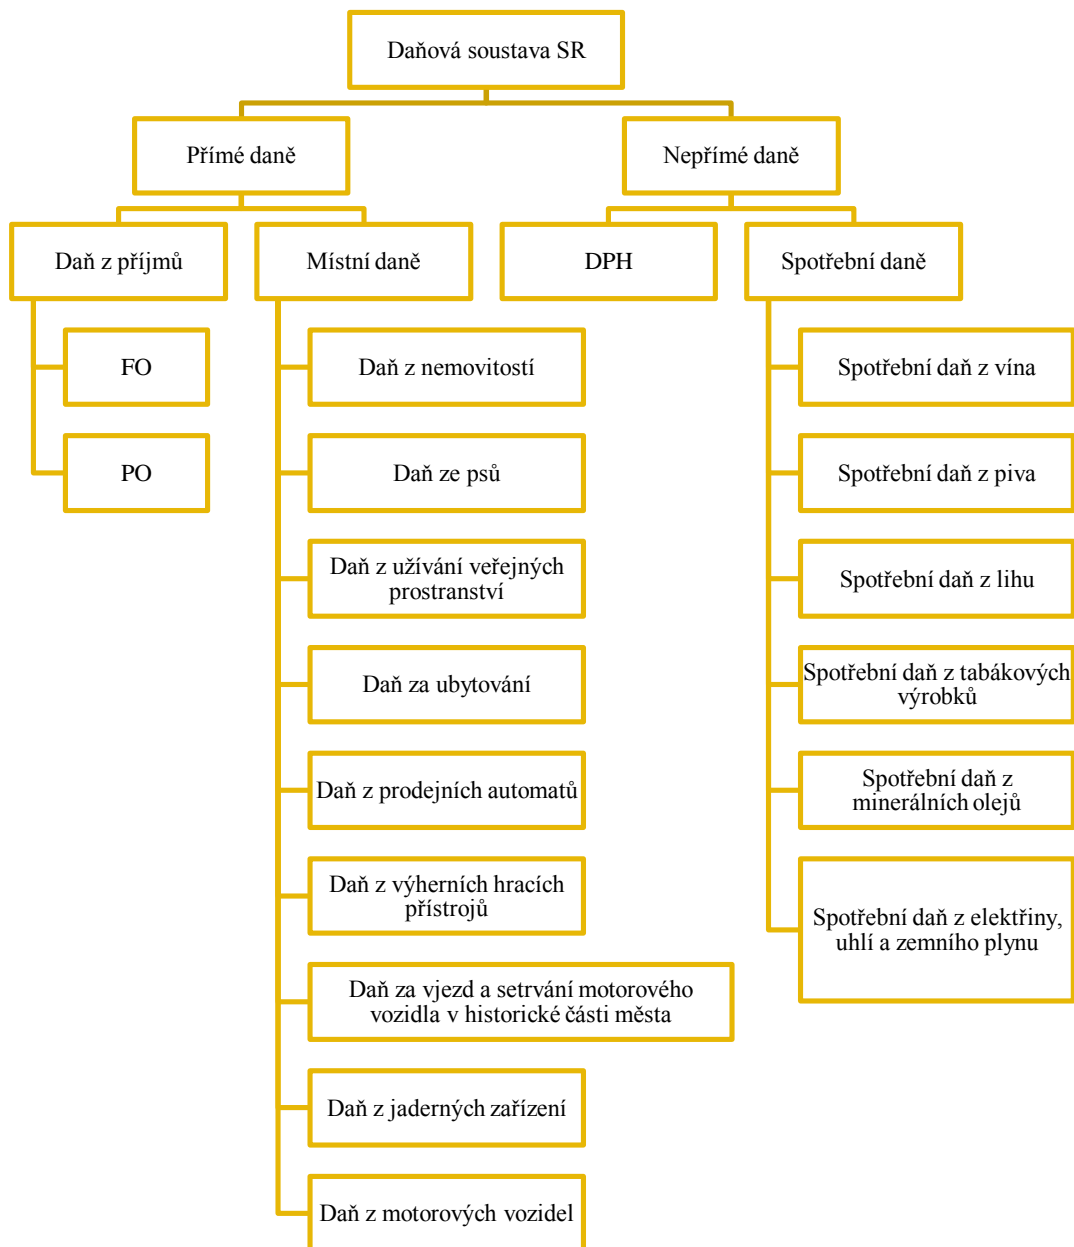 Daňová soustava SR
Přímé daně
Nepřímé daně
Daň z příjmů
Místní daně
DPH
Spotřební daně
FO
PO
Daň z nemovitostí
Daň ze psů
Daň z užívání veřejných
prostranství
Daň za ubytování
Daň z prodejních automatů
Daň z výherních hracích
přístrojů
Daň za vjezd a setrvání motorového
vozidla v historické části města
Daň z jaderných zařízení
Daň z motorových vozidel
Spotřební daň z vína
Spotřební daň z piva
Spotřební daň z lihu
Spotřební daň z tabákových
výrobků
Spotřební daň z
minerálních olejů
Spotřební daň z elektřiny,
uhlí a zemního plynu